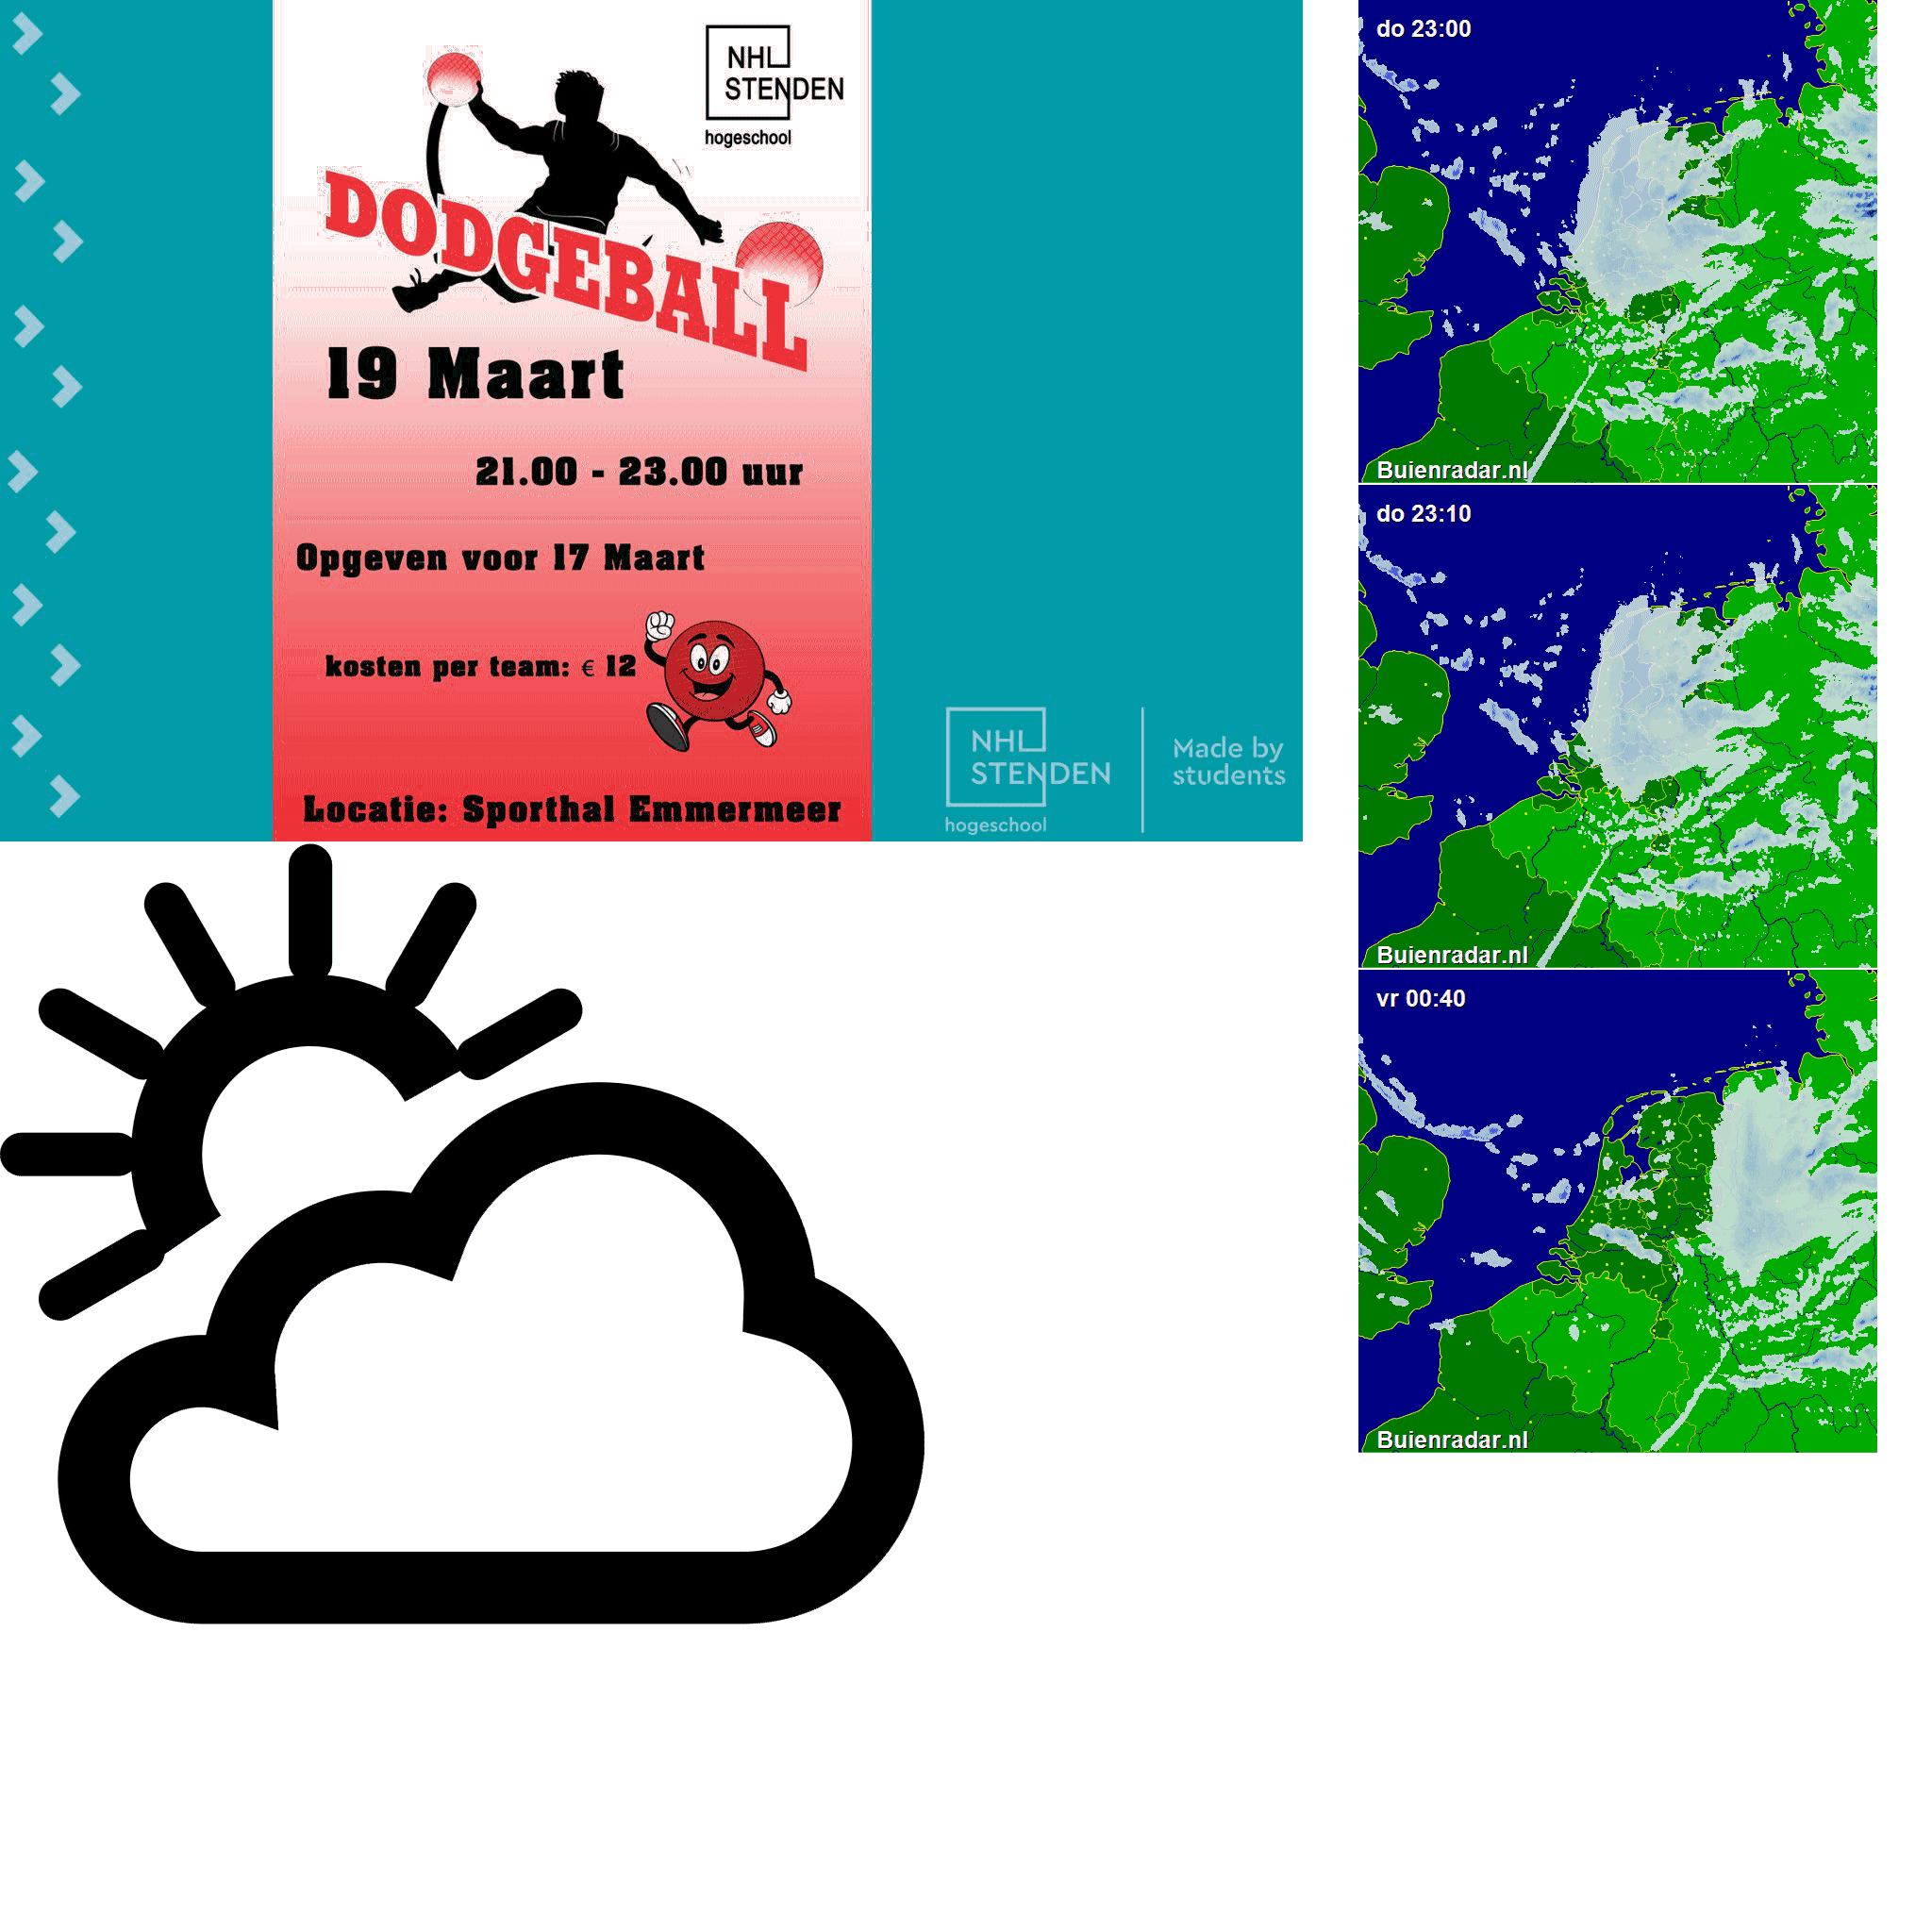 NHL
STENDEN
hogeschool
DODGEBALL
19 Maart
21.00 - 23.00 uur
Opgeven voor 17 Maart
kosten per team: € 12
Locatie: Sporthal Emmermeer
NHL
STENDEN
hogeschool
Made by
students
do 23:00
Buienradar.nl
do 23:10
Buienradar.nl
vr 00:40
Buienradar.nl